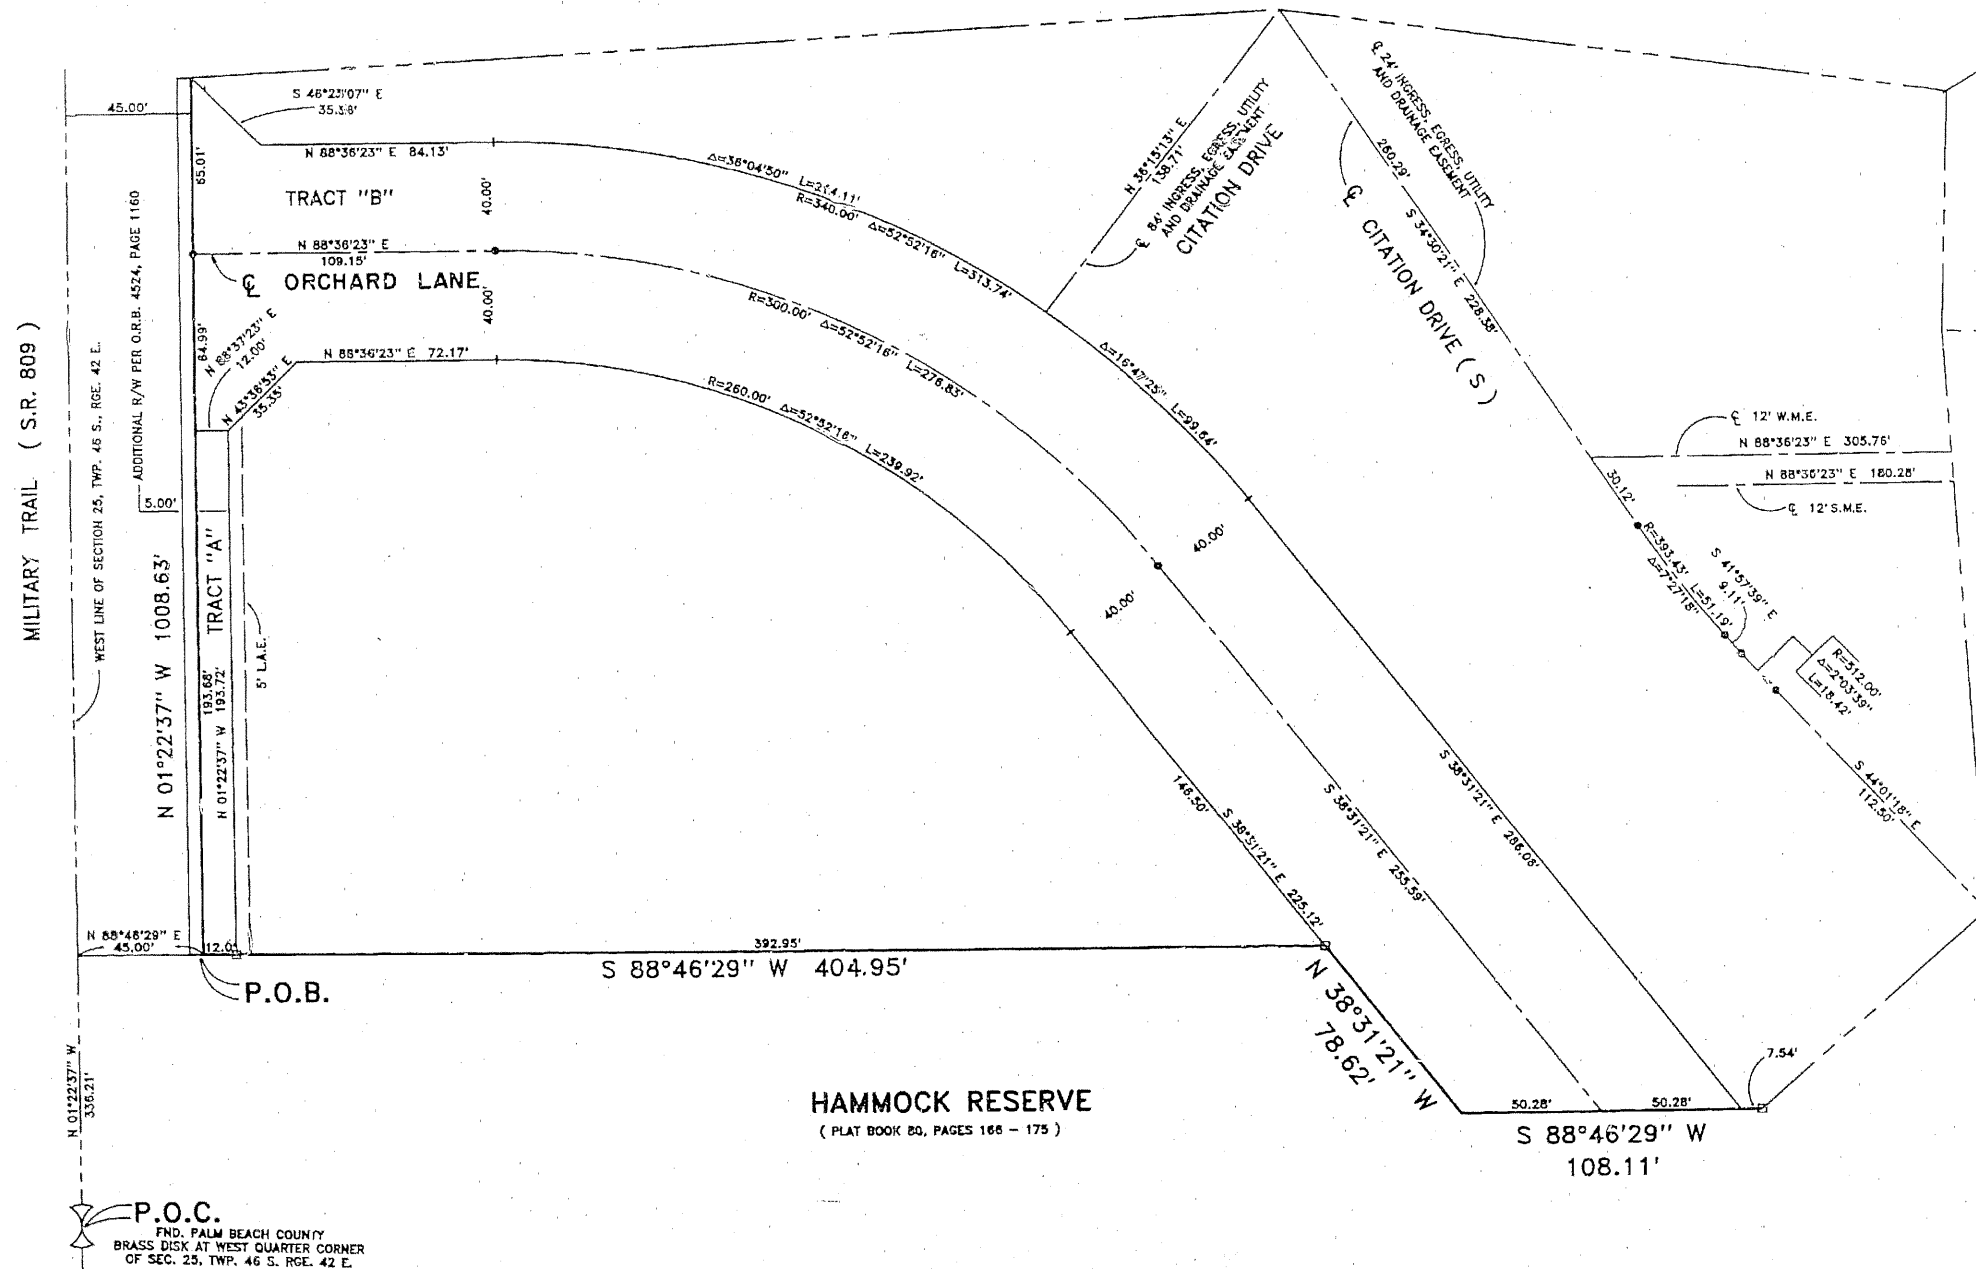 MILITARY TRAIL ( S.R. 809 )
45.00'
WEST LINE OF SECTION 25, TWP. 46 S., RGE. 42 E.
ADDITIONAL R/W PER O.R.B. 4524, PAGE 1160
5.00'
N 01°22'37" W 1008.63'
S 46°23'07" E
35.38'
65.01'
N 88°36'23" E 84.13'
TRACT "B"
40.00'
N 88°36'23" E
109.15'
℄ ORCHARD LANE
40.00'
64.99'
N 88°37'23" E
12.00'
N 43°36'53" E
35.33'
N 88°36'23" E 72.17'
Δ=36°04'50" L=214.11'
R=340.00' Δ=52°52'16" L=313.74'
R=300.00' Δ=52°52'16" L=276.83'
R=260.00' Δ=52°52'16" L=239.92'
Δ=16°47'25" L=99.64'
N 36°15'13" E
138.71'
℄ 84' INGRESS, EGRESS, UTILITY
AND DRAINAGE EASEMENT
CITATION DRIVE
℄ 24' INGRESS, EGRESS, UTILITY
AND DRAINAGE EASEMENT
260.29'
S 34°30'21" E 228.38'
℄ CITATION DRIVE ( S )
℄ 12' W.M.E.
N 88°36'23" E 305.76'
N 88°36'23" E 180.28'
℄ 12' S.M.E.
30.12'
R=393.43' L=51.19'
Δ=7°27'18"
S 41°57'39" E
9.11'
R=512.00'
Δ=2°03'39"
L=18.42'
S 44°01'18" E
112.50'
TRACT "A"
193.68'
N 01°22'37" W 193.72'
5' L.A.E.
40.00'
40.00'
146.50'
S 38°31'21" E 225.12'
S 38°31'21" E 255.59'
S 38°31'21" E 286.08'
N 88°46'29" E
45.00'
12.0'
392.95'
S 88°46'29" W 404.95'
P.O.B.
N 38°31'21" W
78.62'
7.54'
50.28'
50.28'
S 88°46'29" W
108.11'
HAMMOCK RESERVE
( PLAT BOOK 80, PAGES 166 - 175 )
N 01°22'37" W
336.21'
P.O.C.
FND. PALM BEACH COUNTY
BRASS DISK AT WEST QUARTER CORNER
OF SEC. 25, TWP. 46 S. RGE. 42 E.